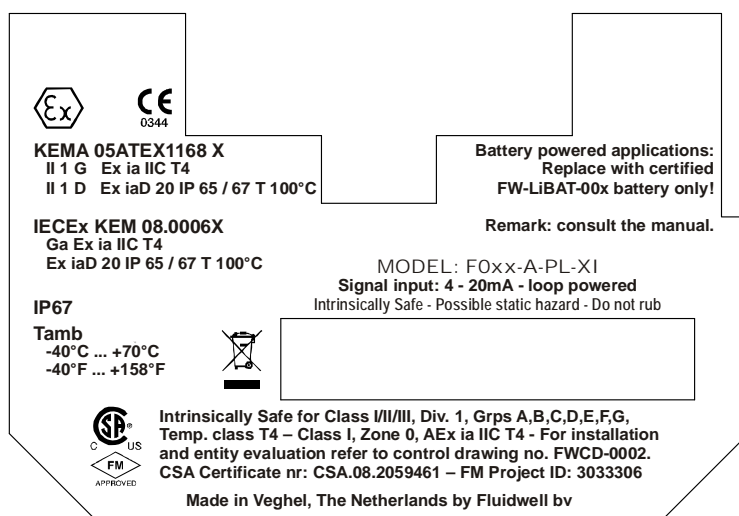 Ex
CE
0344
KEMA 05ATEX1168 X
II 1 G Ex ia IIC T4
II 1 D Ex iaD 20 IP 65 / 67 T 100°C
Battery powered applications:
Replace with certified
FW-LiBAT-00x battery only!
IECEx KEM 08.0006X
Ga Ex ia IIC T4
Ex iaD 20 IP 65 / 67 T 100°C
Remark: consult the manual.
MODEL: F0xx-A-PL-XI
Signal input: 4 - 20mA - loop powered
Intrinsically Safe - Possible static hazard - Do not rub
IP67
Tamb
-40°C ... +70°C
-40°F ... +158°F
SA ®
C US
FM
APPROVED
Intrinsically Safe for Class I/II/III, Div. 1, Grps A,B,C,D,E,F,G,
Temp. class T4 – Class I, Zone 0, AEx ia IIC T4 - For installation
and entity evaluation refer to control drawing no. FWCD-0002.
CSA Certificate nr: CSA.08.2059461 – FM Project ID: 3033306
Made in Veghel, The Netherlands by Fluidwell bv